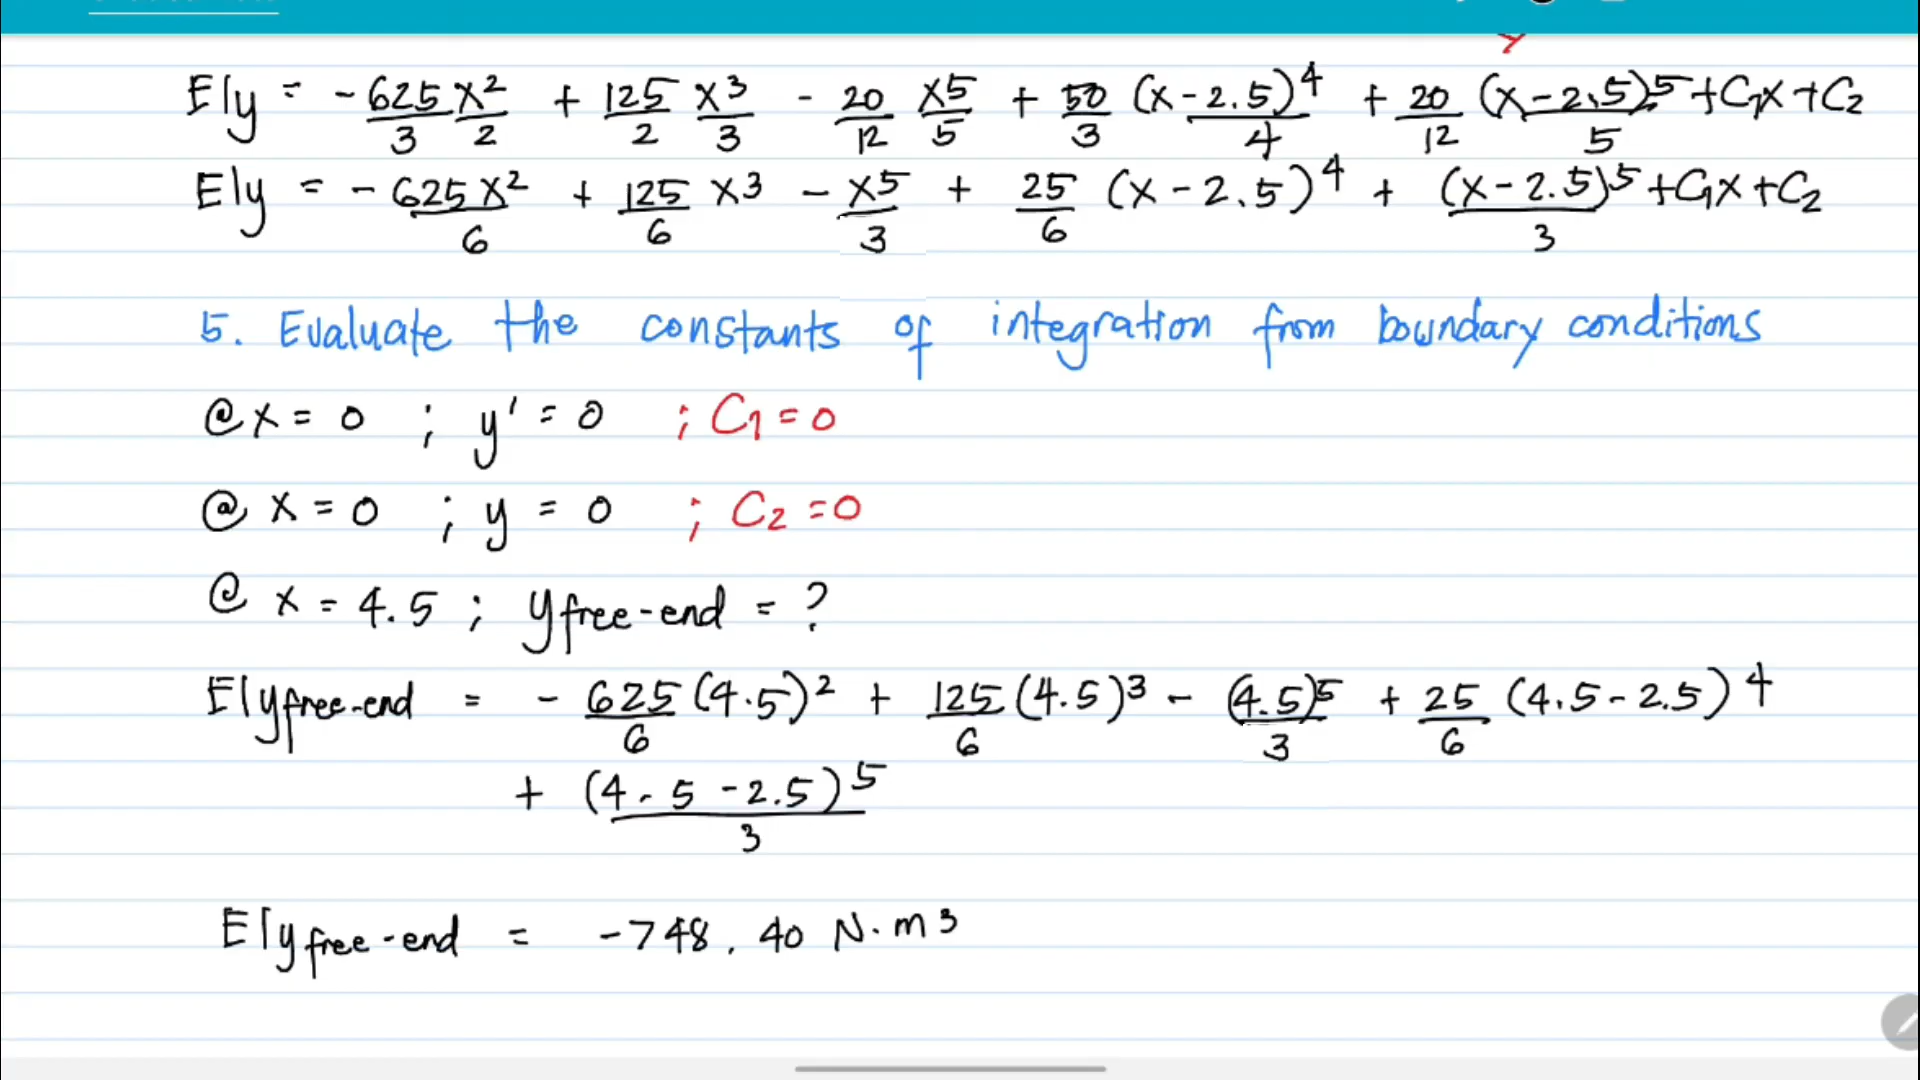 EIy = -625/3 x²/2 + 125/2 x³/3 - 20/12 x⁵/5 + 50/3 (x-2.5)⁴/4 + 20/12 (x-2.5)⁵/5 + C₁x + C₂
EIy = -625x²/6 + 125/6 x³ - x⁵/3 + 25/6 (x-2.5)⁴ + (x-2.5)⁵/3 + C₁x + C₂
5. Evaluate the constants of integration from boundary conditions
@ x = 0 ; y' = 0 ; C₁ = 0
@ x = 0 ; y = 0 ; C₂ = 0
@ x = 4.5 ; y free-end = ?
EIy free-end = - 625/6 (4.5)² + 125/6 (4.5)³ - (4.5)⁵/3 + 25/6 (4.5-2.5)⁴
+ (4.5-2.5)⁵/3
EIy free-end = -748.40 N·m³